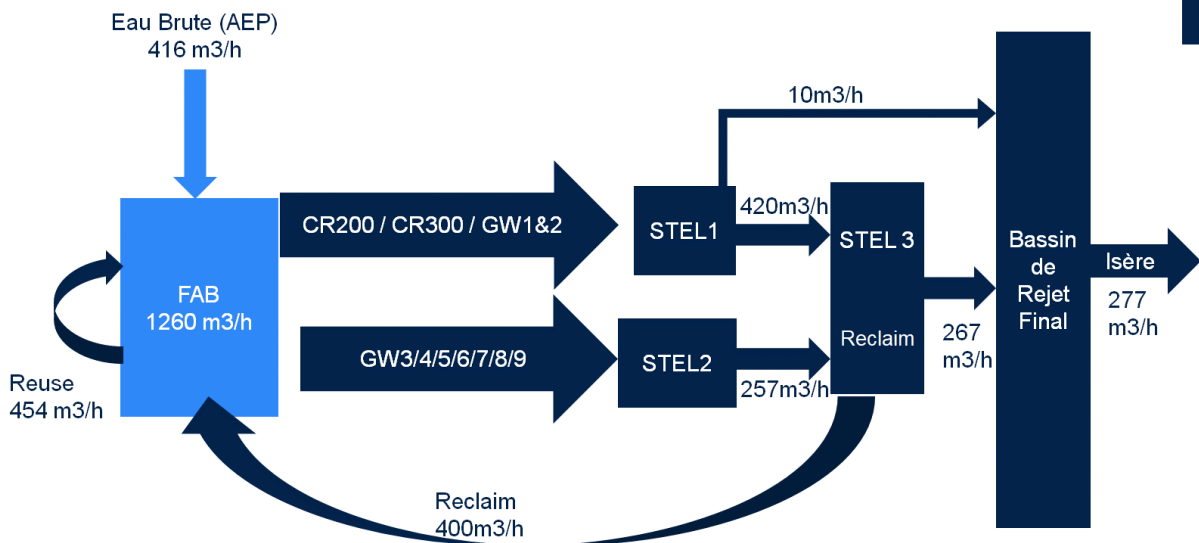 Eau Brute (AEP)
416 m3/h
10m3/h
CR200 / CR300 / GW1&2
STEL1
420m3/h
STEL 3
Bassin
de
Rejet
Final
Isère
277
m3/h
FAB
1260 m3/h
Reclaim
267
m3/h
GW3/4/5/6/7/8/9
STEL2
257m3/h
Reuse
454 m3/h
Reclaim
400m3/h